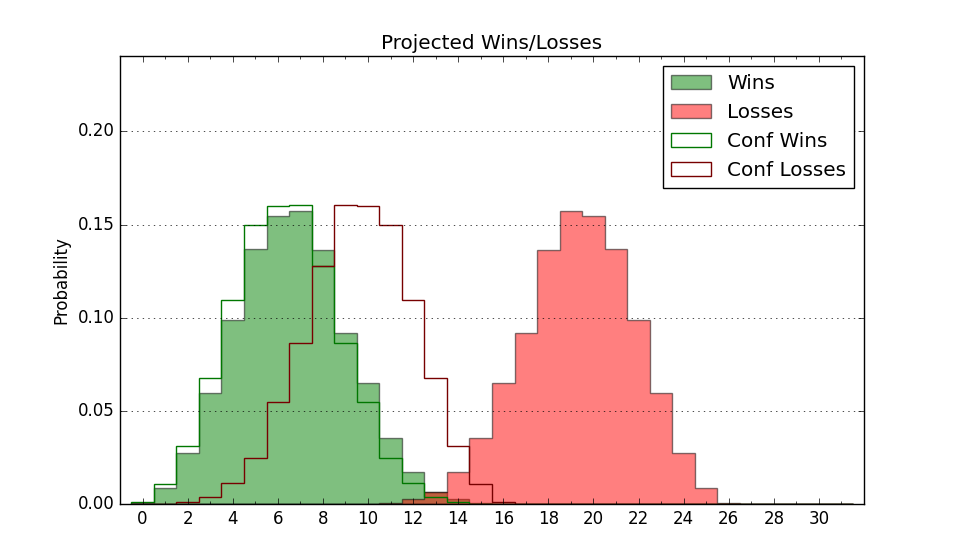 Projected Wins/Losses
Wins
Losses
Conf Wins
Conf Losses
Probability
0.20
0.15
0.10
0.05
0.00
0 2 4 6 8 10 12 14 16 18 20 22 24 26 28 30